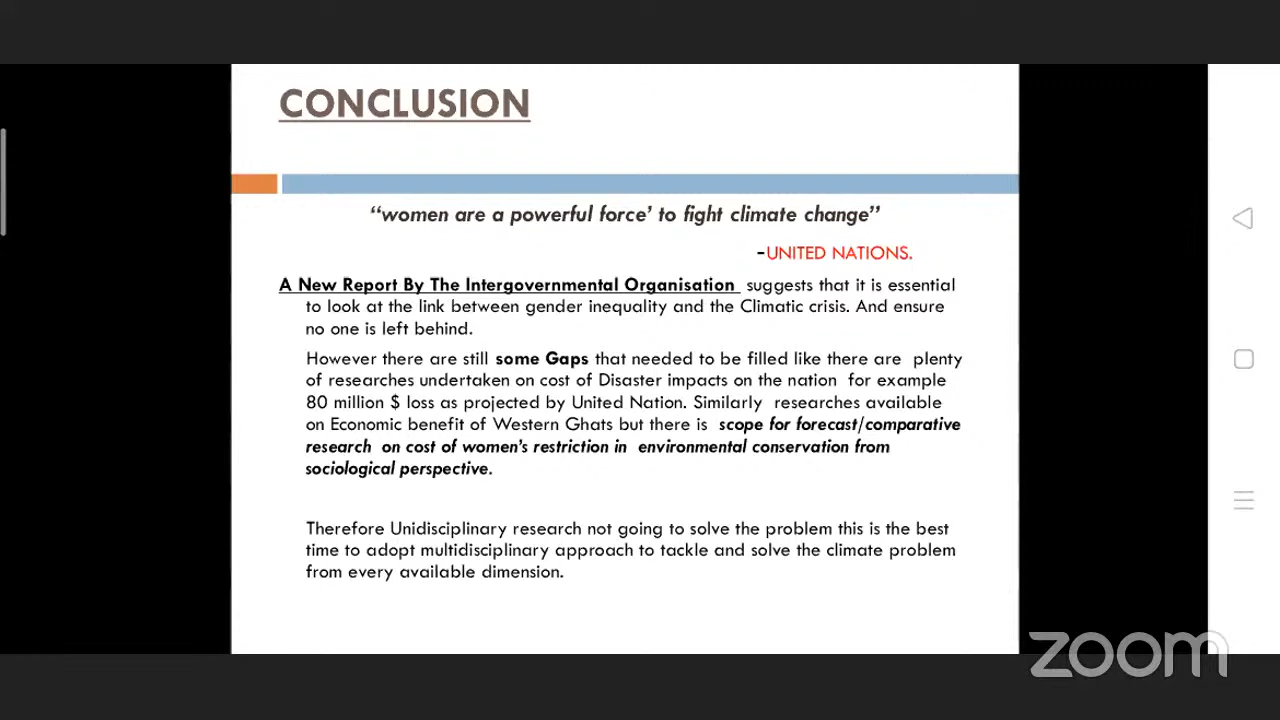 CONCLUSION
“women are a powerful force’ to fight climate change”
-UNITED NATIONS.
A New Report By The Intergovernmental Organisation suggests that it is essential
to look at the link between gender inequality and the Climatic crisis. And ensure
no one is left behind.
However there are still some Gaps that needed to be filled like there are plenty
of researches undertaken on cost of Disaster impacts on the nation for example
80 million $ loss as projected by United Nation. Similarly researches available
on Economic benefit of Western Ghats but there is scope for forecast/comparative
research on cost of women’s restriction in environmental conservation from
sociological perspective.
Therefore Unidisciplinary research not going to solve the problem this is the best
time to adopt multidisciplinary approach to tackle and solve the climate problem
from every available dimension.
zoom